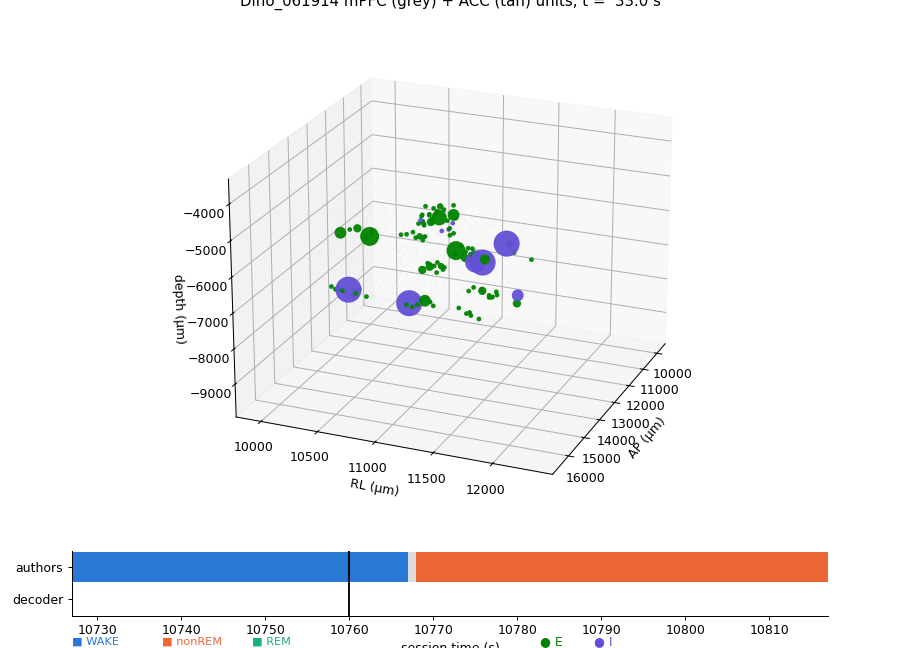 Dino_061914 mPFC (grey) + ACC (tan) units, t = 33.0 s
−4000
−5000
−6000
−7000
−8000
−9000
depth (μm)
10000
10500
11000
11500
12000
RL (μm)
10000
11000
12000
13000
14000
15000
16000
AP (μm)
authors
decoder
10730 10740 10750 10760 10770 10780 10790 10800 10810
session time (s)
WAKE nonREM REM E I